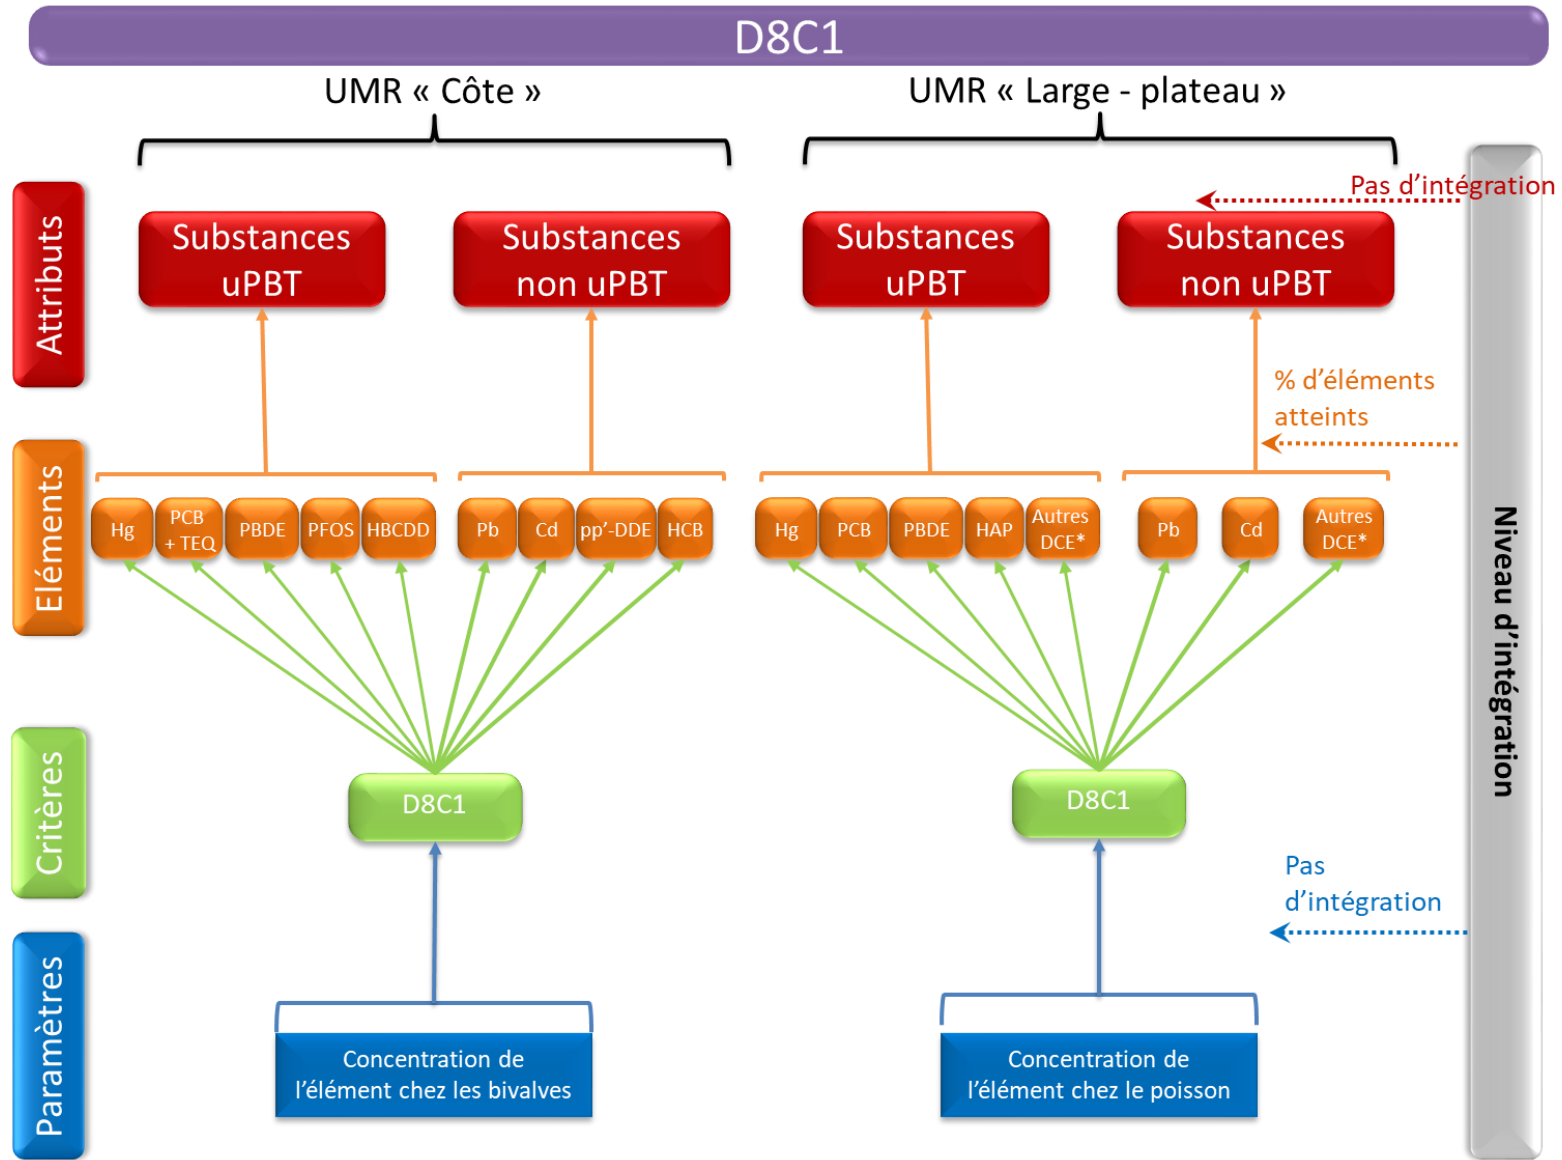 D8C1
UMR « Côte »
UMR « Large - plateau »
Pas d’intégration
Attributs
Substances
uPBT
Substances
non uPBT
Substances
uPBT
Substances
non uPBT
% d’éléments
atteints
Eléments
Hg
PCB
+ TEQ
PBDE
PFOS
HBCDD
Pb
Cd
pp’-DDE
HCB
Hg
PCB
PBDE
HAP
Autres
DCE*
Pb
Cd
Autres
DCE*
Niveau d’intégration
Critères
D8C1
D8C1
Pas
d’intégration
Paramètres
Concentration de
l’élément chez les bivalves
Concentration de
l’élément chez le poisson